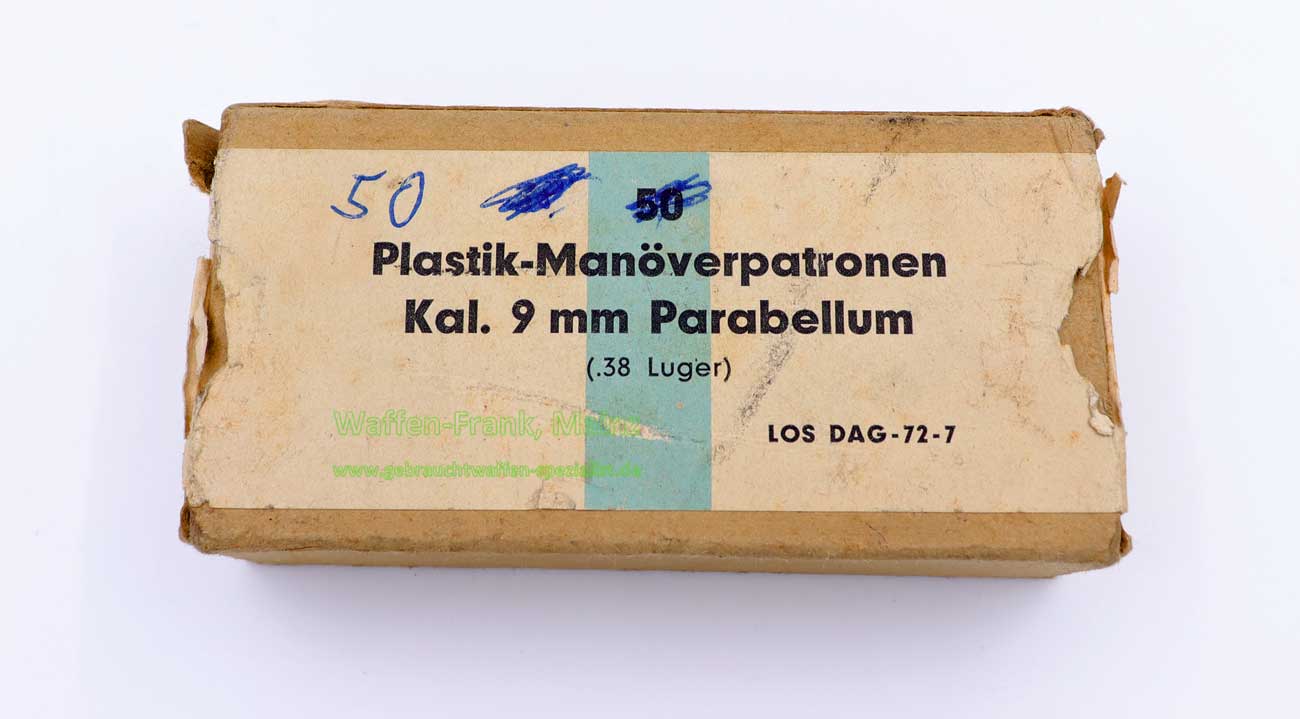 50 50
Plastik-Manöverpatronen
Kal. 9 mm Parabellum
(.38 Luger)
Waffen-Frank, Mainz
LOS DAG-72-7
www.gebrauchtwaffen-spezialist.de